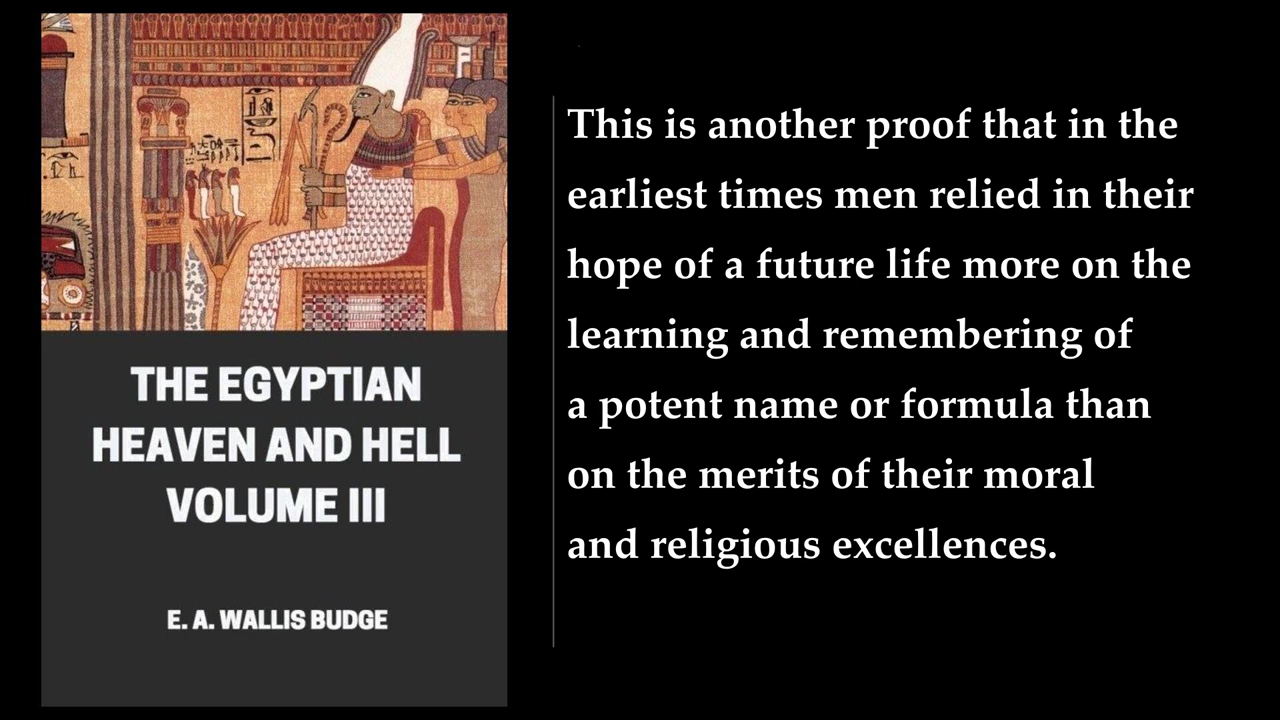 THE EGYPTIAN
HEAVEN AND HELL
VOLUME III
E. A. WALLIS BUDGE
This is another proof that in the
earliest times men relied in their
hope of a future life more on the
learning and remembering of
a potent name or formula than
on the merits of their moral
and religious excellences.